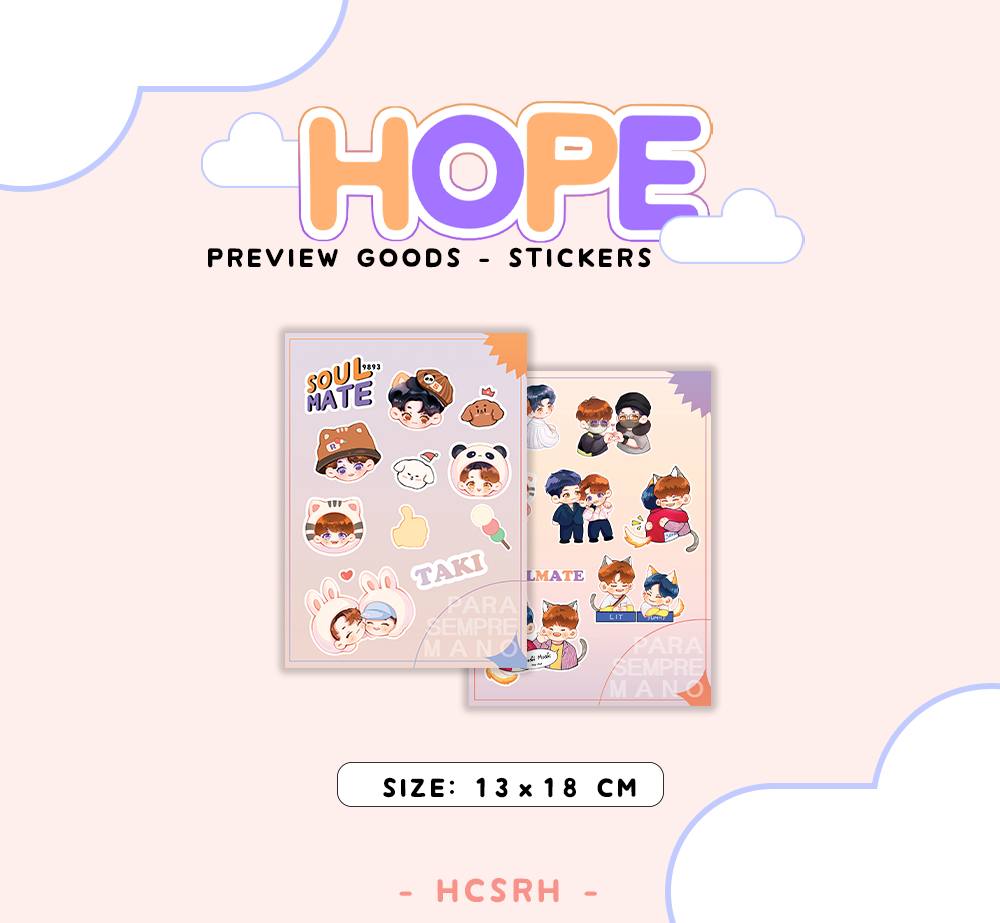 HOPE
PREVIEW GOODS - STICKERS
SOUL
9893
MATE
TAKI
PARA
SEMPRE
MANO
LMATE
LIT
PARA
SEMPRE
MANO
SIZE: 13 x 18 CM
- HCSRH -